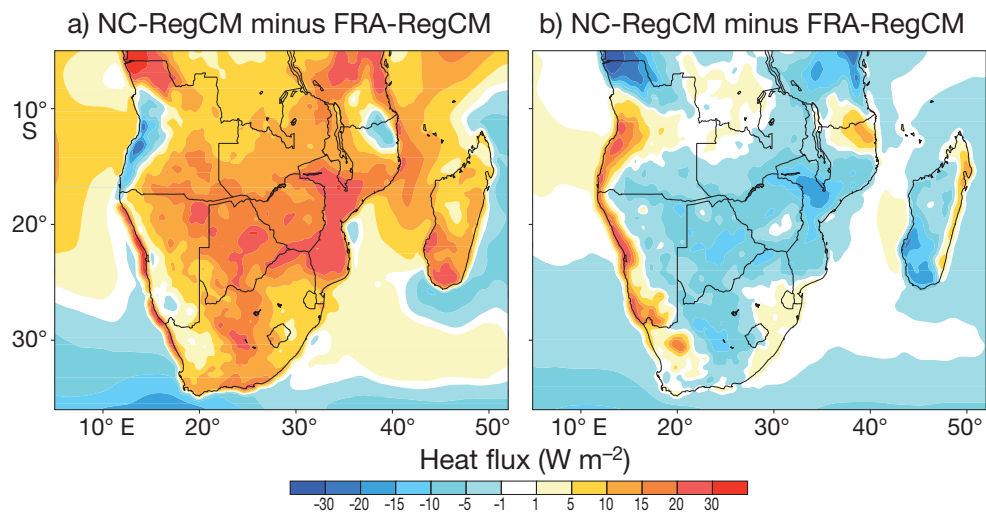 a) NC-RegCM minus FRA-RegCM
b) NC-RegCM minus FRA-RegCM
10°
S
20°
30°
10° E 20° 30° 40° 50°
10° E 20° 30° 40° 50°
Heat flux (W m⁻²)
-30 -20 -15 -10 -5 -1 1 5 10 15 20 30